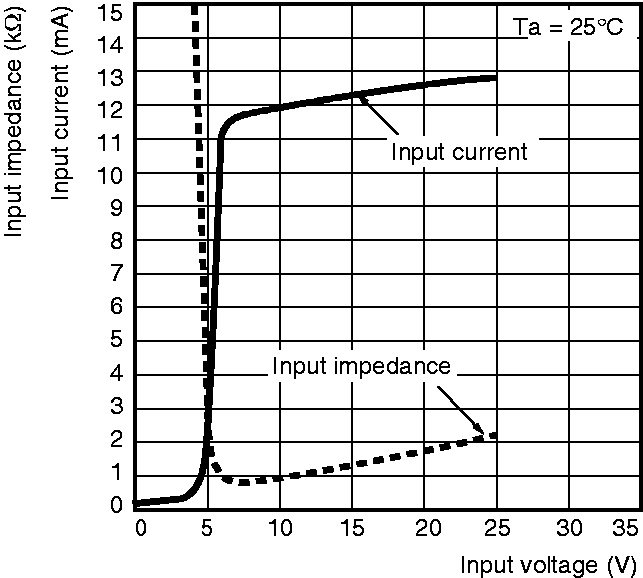 Input impedance (kΩ)
Input current (mA)
15
14
13
12
11
10
9
8
7
6
5
4
3
2
1
0
Ta = 25°C
Input current
Input impedance
0 5 10 15 20 25 30 35
Input voltage (V)